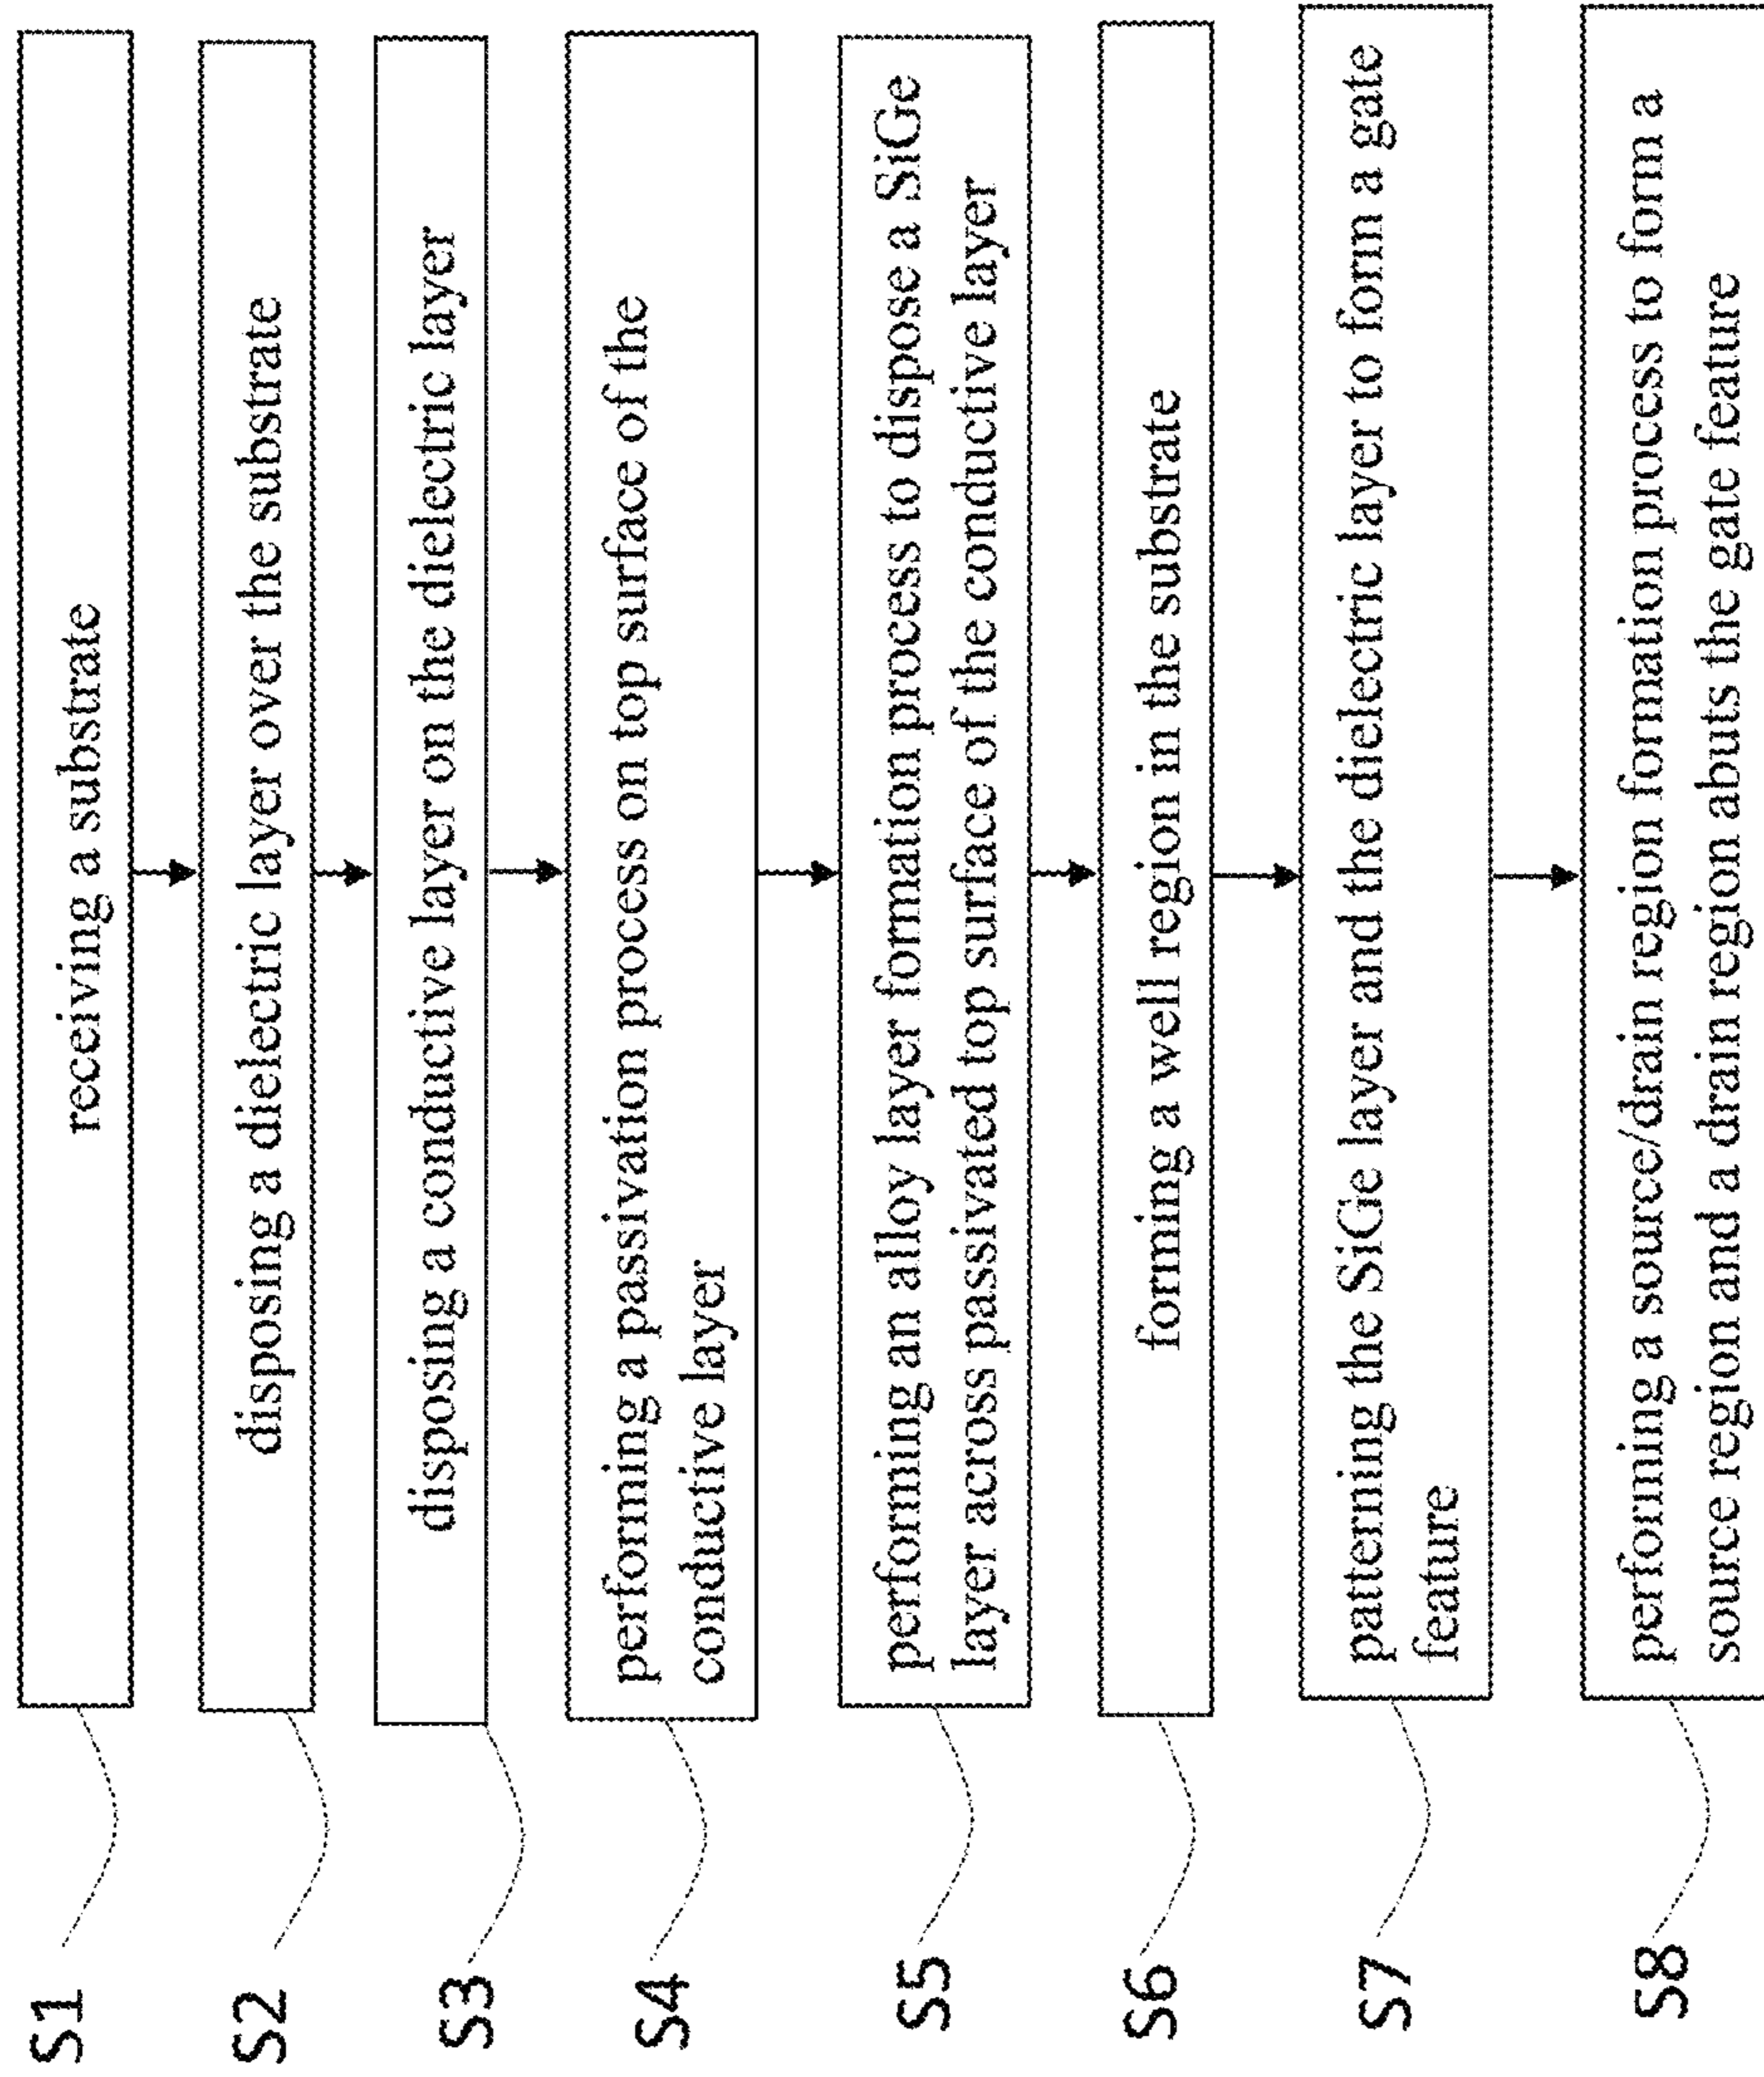 S1
receiving a substrate
S2
disposing a dielectric layer over the substrate
S3
disposing a conductive layer on the dielectric layer
S4
performing a passivation process on top surface of the
conductive layer
S5
performing an alloy layer formation process to dispose a SiGe
layer across passivated top surface of the conductive layer
S6
forming a well region in the substrate
S7
patterning the SiGe layer and the dielectric layer to form a gate
feature
S8
performing a source/drain region formation process to form a
source region and a drain region abuts the gate feature